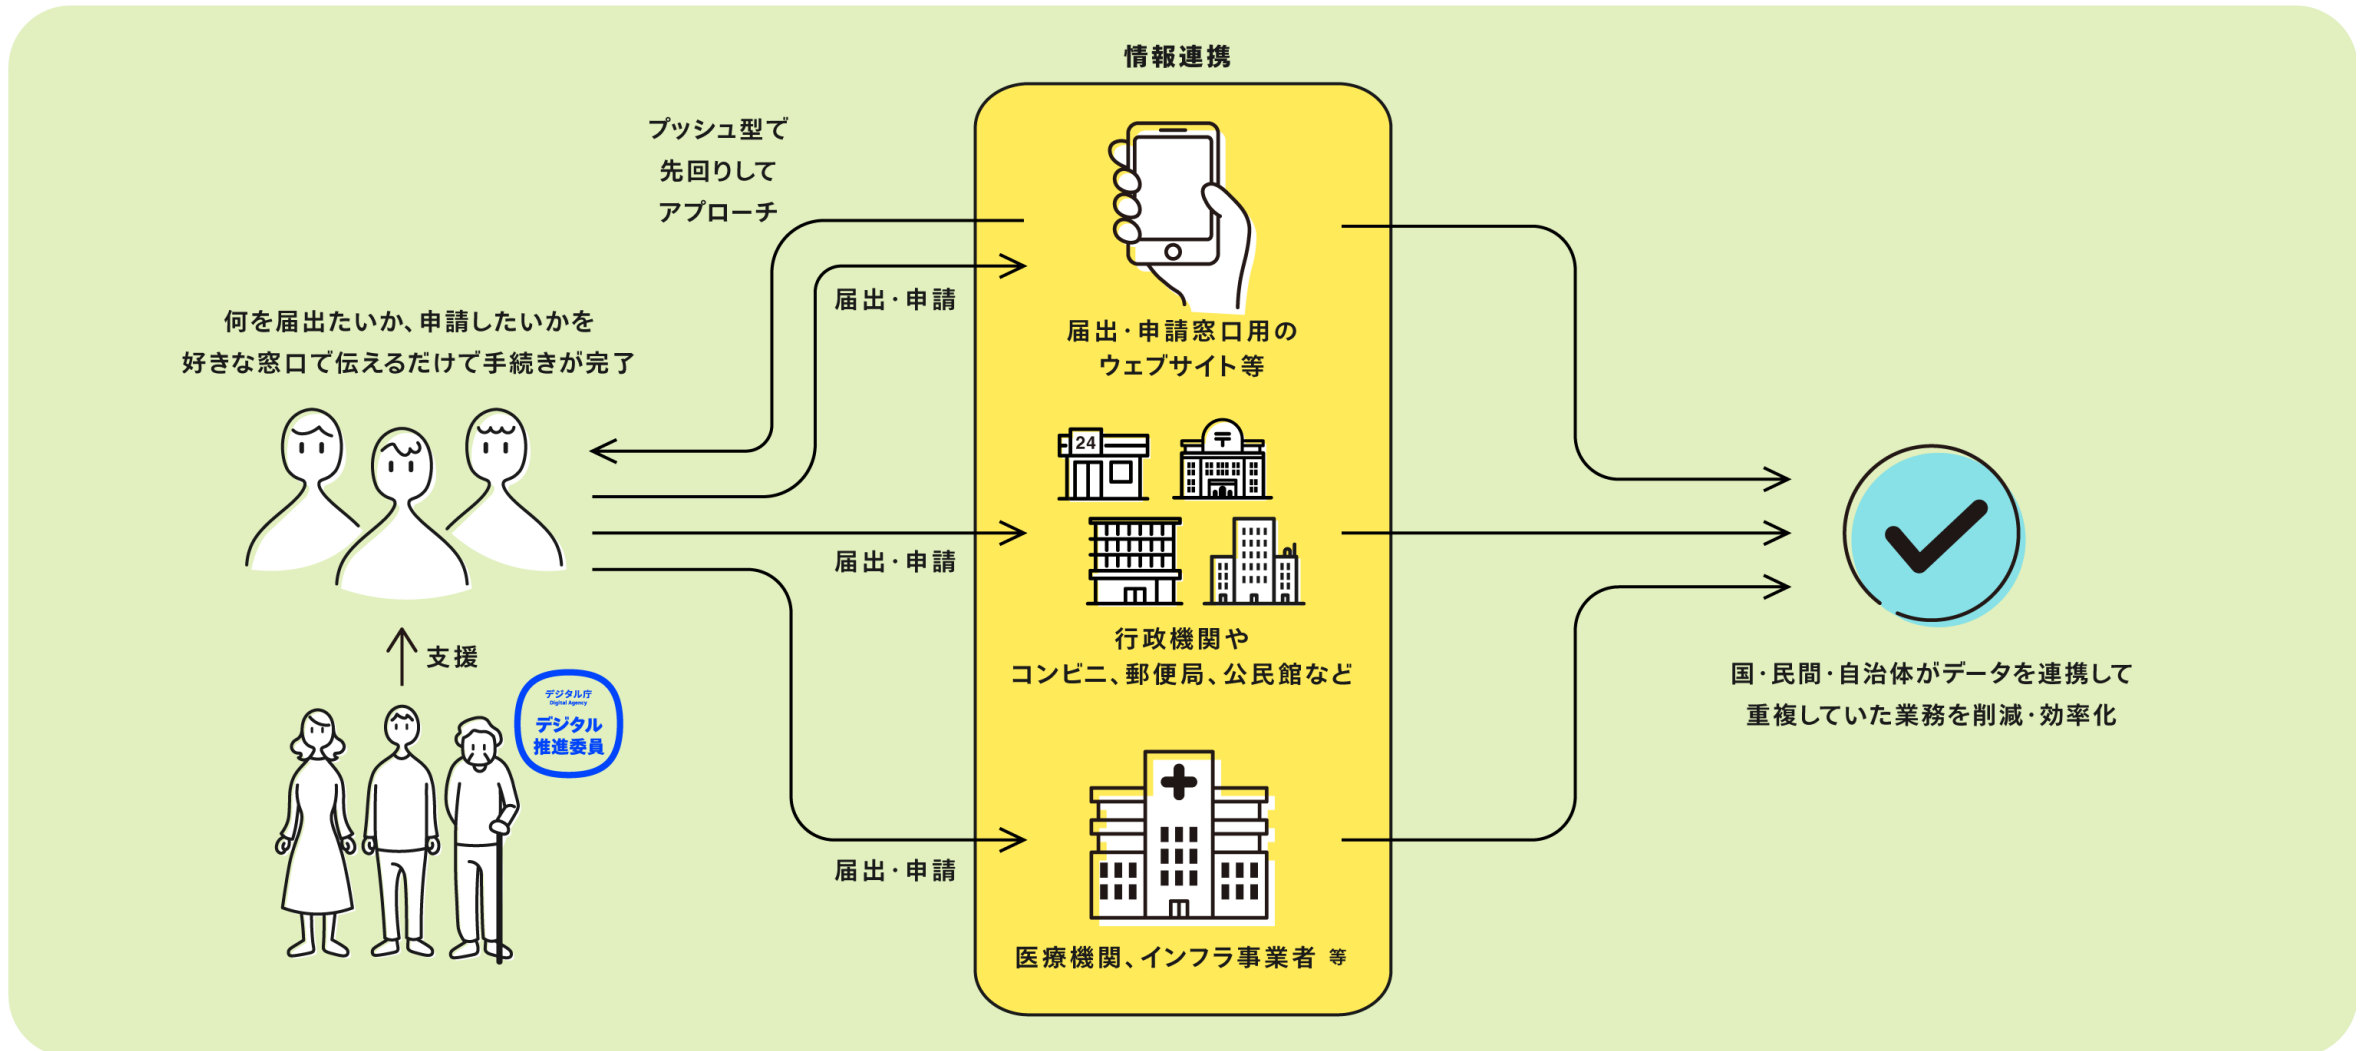 情報連携
プッシュ型で
先回りして
アプローチ
届出・申請
何を届出たいか、申請したいかを
好きな窓口で伝えるだけで手続きが完了
届出・申請窓口用の
ウェブサイト等
24
〒
届出・申請
行政機関や
コンビニ、郵便局、公民館など
支援
デジタル庁
Digital Agency
デジタル
推進委員
国・民間・自治体がデータを連携して
重複していた業務を削減・効率化
届出・申請
医療機関、インフラ事業者 等